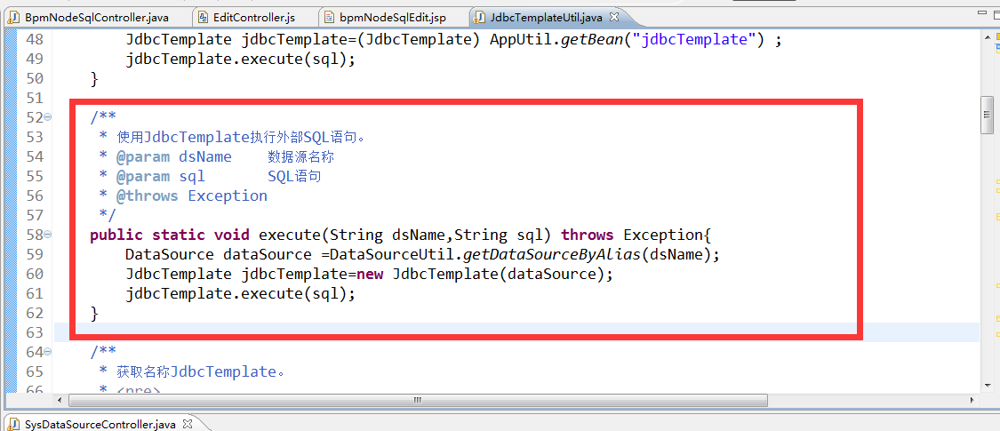 BpmNodeSqlController.java EditController.js bpmNodeSqlEdit.jsp JdbcTemplateUtil.java
48 JdbcTemplate jdbcTemplate=(JdbcTemplate) AppUtil.getBean("jdbcTemplate") ;
49 jdbcTemplate.execute(sql);
50 }
51
52 /**
53 * 使用JdbcTemplate执行外部SQL语句。
54 * @param dsName 数据源名称
55 * @param sql SQL语句
56 * @throws Exception
57 */
58 public static void execute(String dsName,String sql) throws Exception{
59 DataSource dataSource =DataSourceUtil.getDataSourceByAlias(dsName);
60 JdbcTemplate jdbcTemplate=new JdbcTemplate(dataSource);
61 jdbcTemplate.execute(sql);
62 }
63
64 /**
65 * 获取名称JdbcTemplate。
66 * <pre>
SysDataSourceController.java